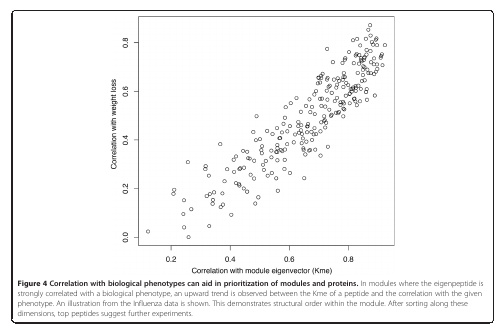 0.8
0.6
0.4
0.2
0.0
Correlation with weight loss
0.2 0.4 0.6 0.8
Correlation with module eigenvector (Kme)
Figure 4 Correlation with biological phenotypes can aid in prioritization of modules and proteins. In modules where the eigenpeptide is
strongly correlated with a biological phenotype, an upward trend is observed between the Kme of a peptide and the correlation with the given
phenotype. An illustration from the Influenza data is shown. This demonstrates structural order within the module. After sorting along these
dimensions, top peptides suggest further experiments.